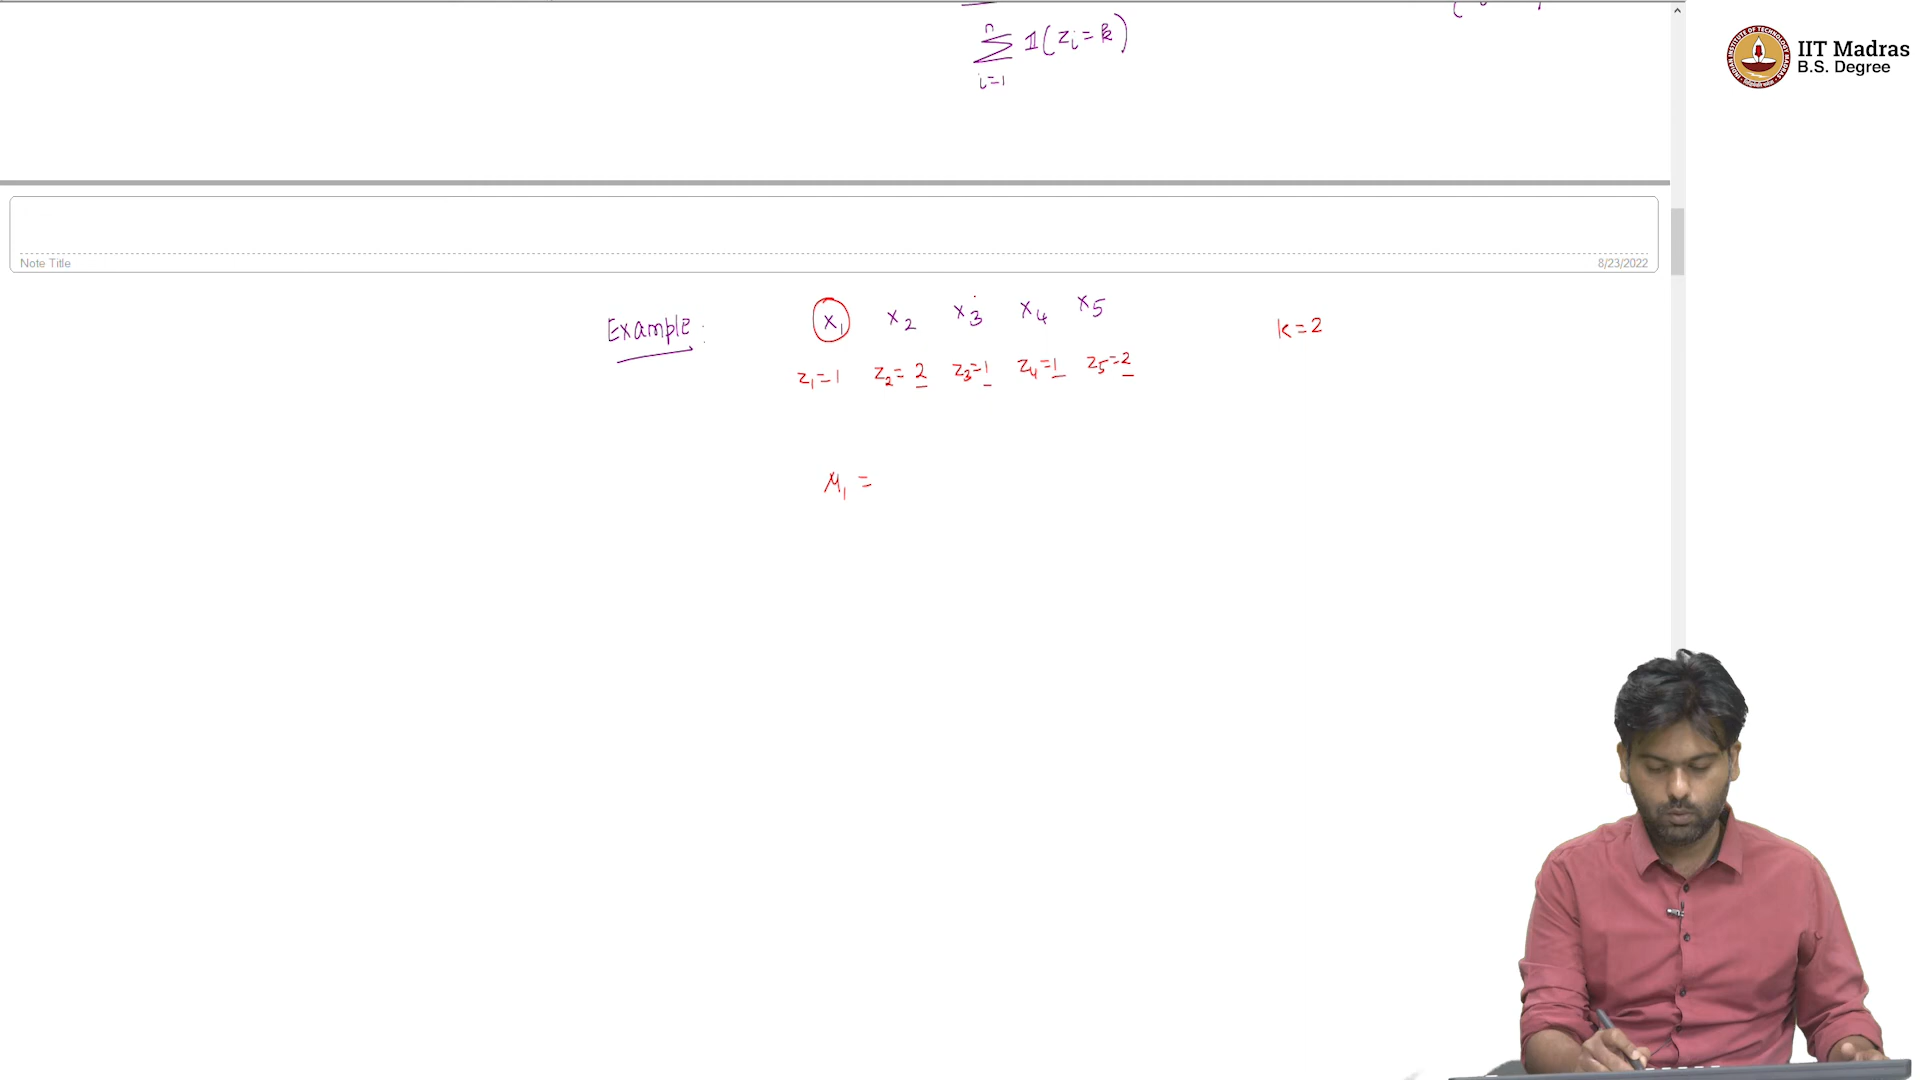 n
Σ 1(zi=k)
i=1
IIT Madras
B.S. Degree
Note Title
8/23/2022
Example: x1 x2 x3 x4 x5 k=2
z1=1 z2=2 z3=1 z4=1 z5=2
μ1 =